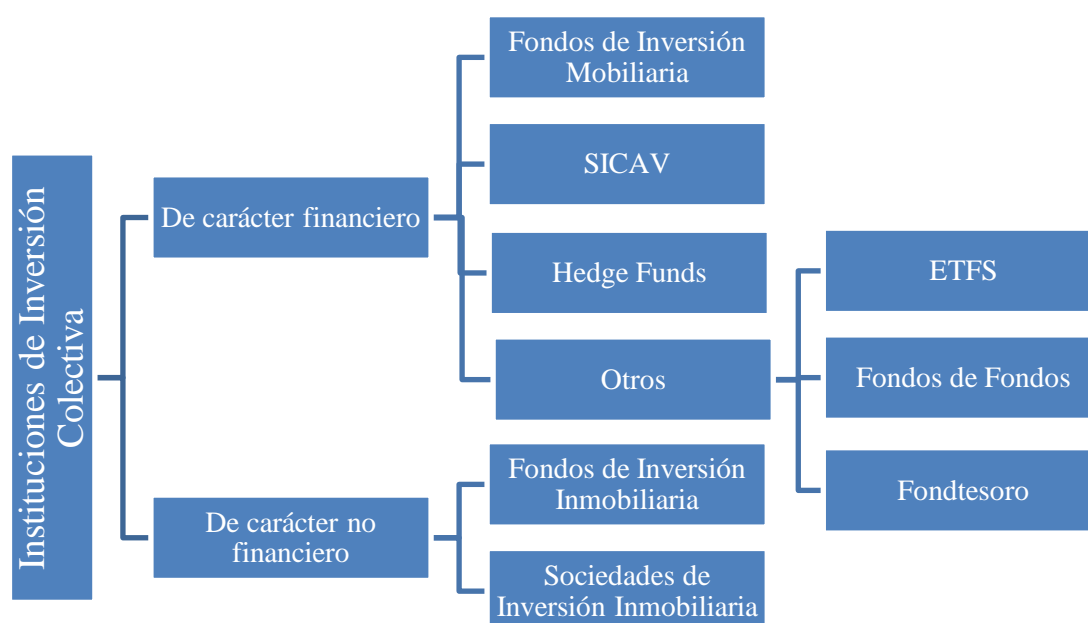 Instituciones de Inversión
Colectiva
De carácter financiero
Fondos de Inversión
Mobiliaria
SICAV
Hedge Funds
Otros
ETFS
Fondos de Fondos
Fondtesoro
De carácter no
financiero
Fondos de Inversión
Inmobiliaria
Sociedades de
Inversión Inmobiliaria